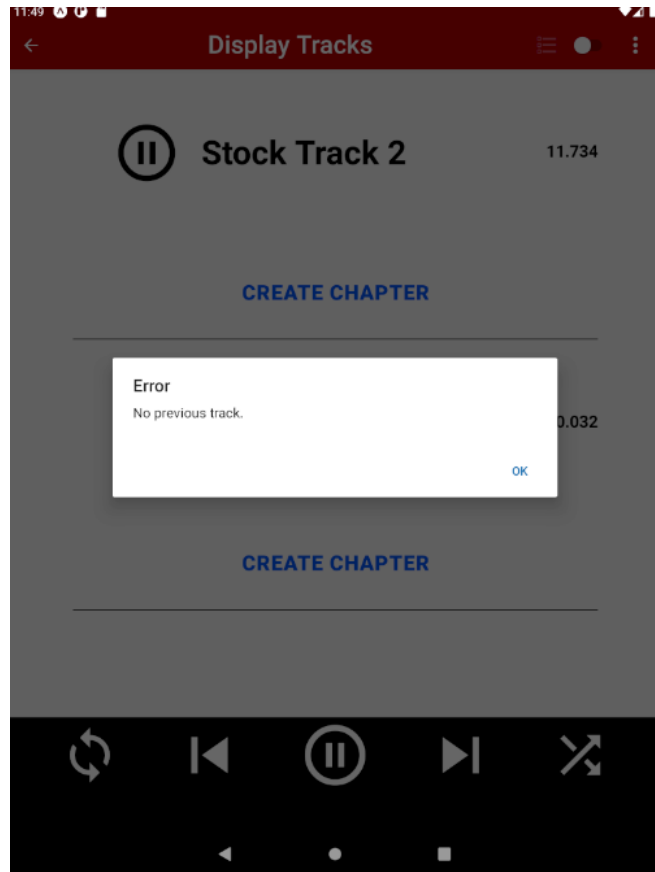 11:49
Display Tracks
Stock Track 2 11.734
CREATE CHAPTER
Error
No previous track.
0.032
OK
CREATE CHAPTER